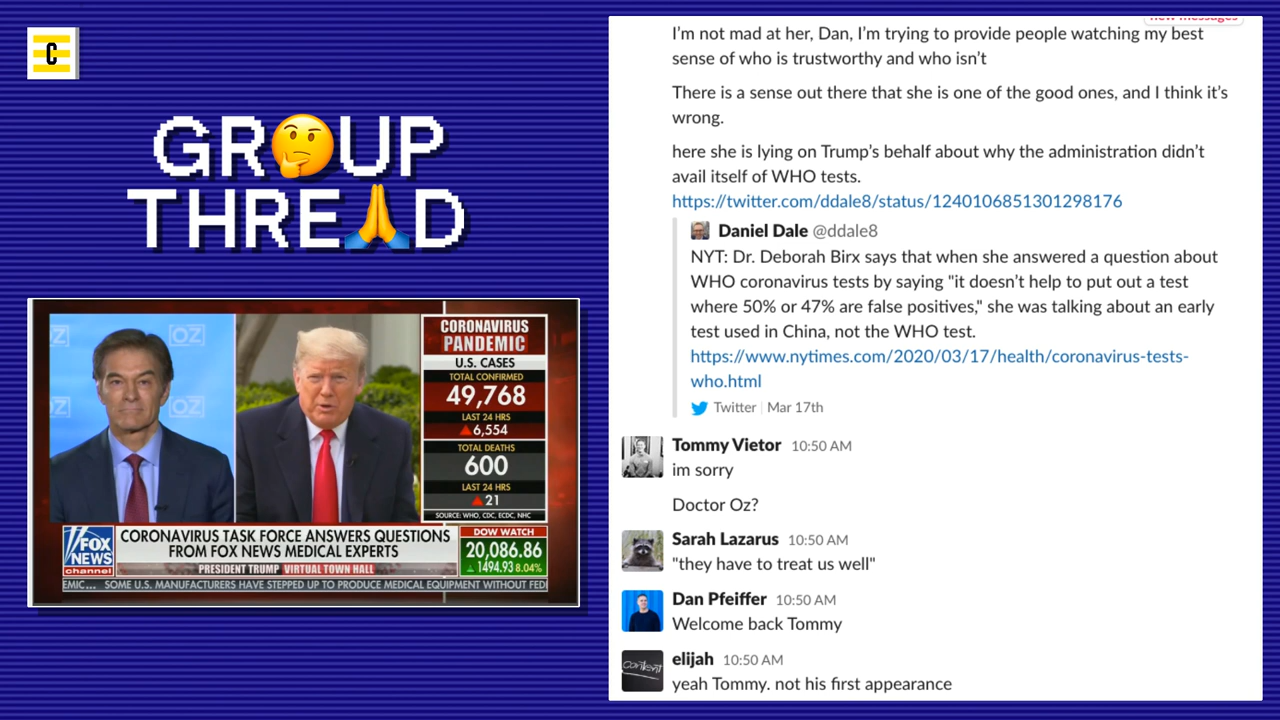 C
GR🤔UP
THRE🙏D
OZ
OZ
OZ
OZ
CORONAVIRUS
PANDEMIC
U.S. CASES
TOTAL CONFIRMED
49,768
LAST 24 HRS
▲6,554
TOTAL DEATHS
600
LAST 24 HRS
▲21
SOURCE: WHO, CDC, ECDC, NHC
FOX
NEWS
channel
CORONAVIRUS TASK FORCE ANSWERS QUESTIONS
FROM FOX NEWS MEDICAL EXPERTS
PRESIDENT TRUMP VIRTUAL TOWN HALL
DOW WATCH
20,086.86
▲ 1494.93 8.04%
EMIC... SOME U.S. MANUFACTURERS HAVE STEPPED UP TO PRODUCE MEDICAL EQUIPMENT WITHOUT FED
new messages
I'm not mad at her, Dan, I'm trying to provide people watching my best
sense of who is trustworthy and who isn't
There is a sense out there that she is one of the good ones, and I think it's
wrong.
here she is lying on Trump's behalf about why the administration didn't
avail itself of WHO tests.
https://twitter.com/ddale8/status/1240106851301298176
Daniel Dale @ddale8
NYT: Dr. Deborah Birx says that when she answered a question about
WHO coronavirus tests by saying "it doesn't help to put out a test
where 50% or 47% are false positives," she was talking about an early
test used in China, not the WHO test.
https://www.nytimes.com/2020/03/17/health/coronavirus-tests-
who.html
Twitter | Mar 17th
Tommy Vietor 10:50 AM
im sorry
Doctor Oz?
Sarah Lazarus 10:50 AM
"they have to treat us well"
Dan Pfeiffer 10:50 AM
Welcome back Tommy
content
elijah 10:50 AM
yeah Tommy. not his first appearance